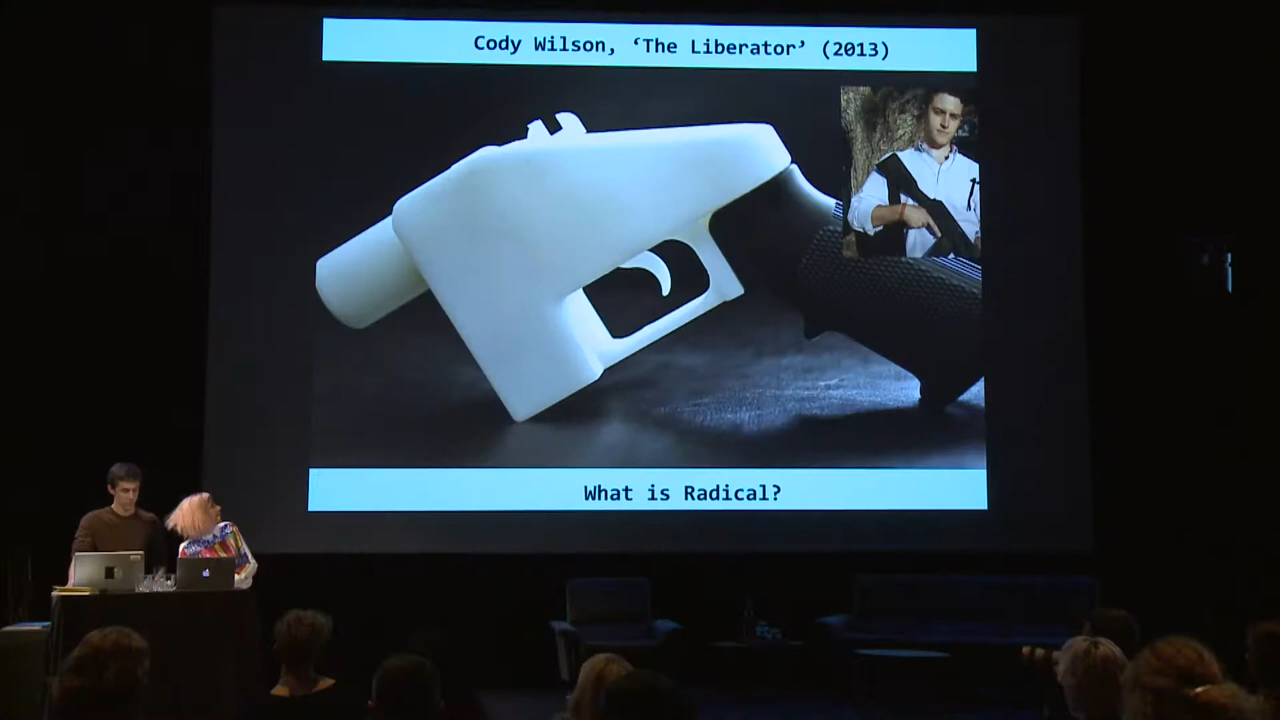 Cody Wilson, ‘The Liberator’ (2013)
What is Radical?